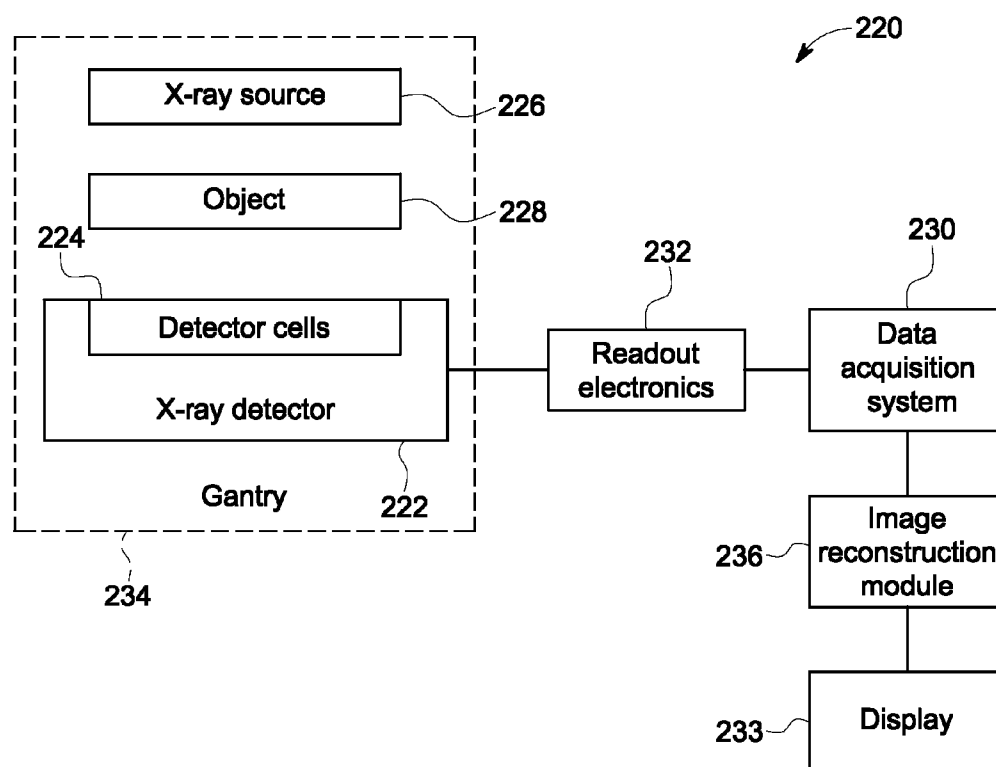 220
X-ray source
226
Object
228
224
232
230
Detector cells
Readout
electronics
Data
acquisition
system
X-ray detector
Gantry
222
234
236
Image
reconstruction
module
233
Display